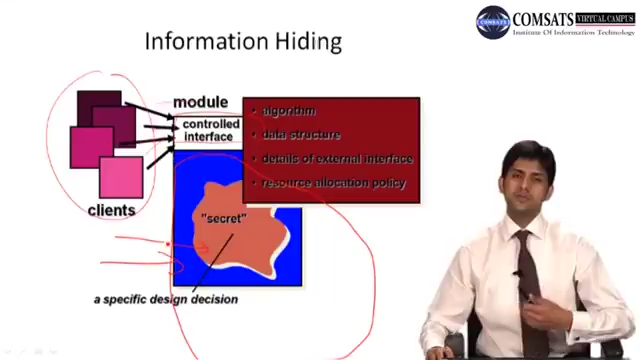 COMSATS VIRTUAL CAMPUS
Institute Of Information Technology
Information Hiding
module
controlled
interface
• algorithm
• data structure
• details of external interface
• resource allocation policy
clients
"secret"
a specific design decision